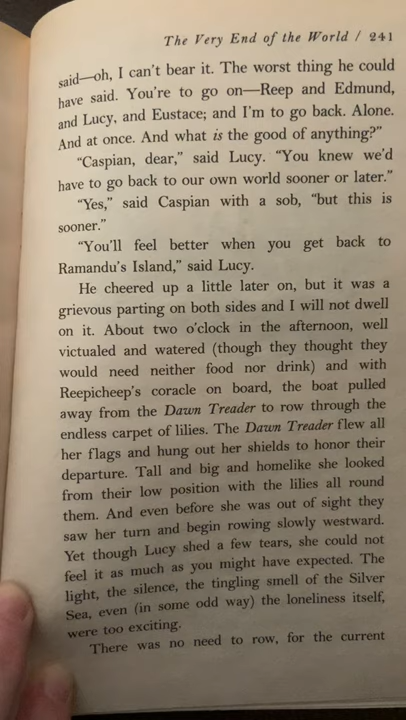 The Very End of the World / 241
said—oh, I can't bear it. The worst thing he could
have said. You're to go on—Reep and Edmund,
and Lucy, and Eustace; and I'm to go back. Alone.
And at once. And what is the good of anything?"
"Caspian, dear," said Lucy. "You knew we'd
have to go back to our own world sooner or later."
"Yes," said Caspian with a sob, "but this is
sooner."
"You'll feel better when you get back to
Ramandu's Island," said Lucy.
He cheered up a little later on, but it was a
grievous parting on both sides and I will not dwell
on it. About two o'clock in the afternoon, well
victualed and watered (though they thought they
would need neither food nor drink) and with
Reepicheep's coracle on board, the boat pulled
away from the Dawn Treader to row through the
endless carpet of lilies. The Dawn Treader flew all
her flags and hung out her shields to honor their
departure. Tall and big and homelike she looked
from their low position with the lilies all round
them. And even before she was out of sight they
saw her turn and begin rowing slowly westward.
Yet though Lucy shed a few tears, she could not
feel it as much as you might have expected. The
light, the silence, the tingling smell of the Silver
Sea, even (in some odd way) the loneliness itself,
were too exciting.
There was no need to row, for the current